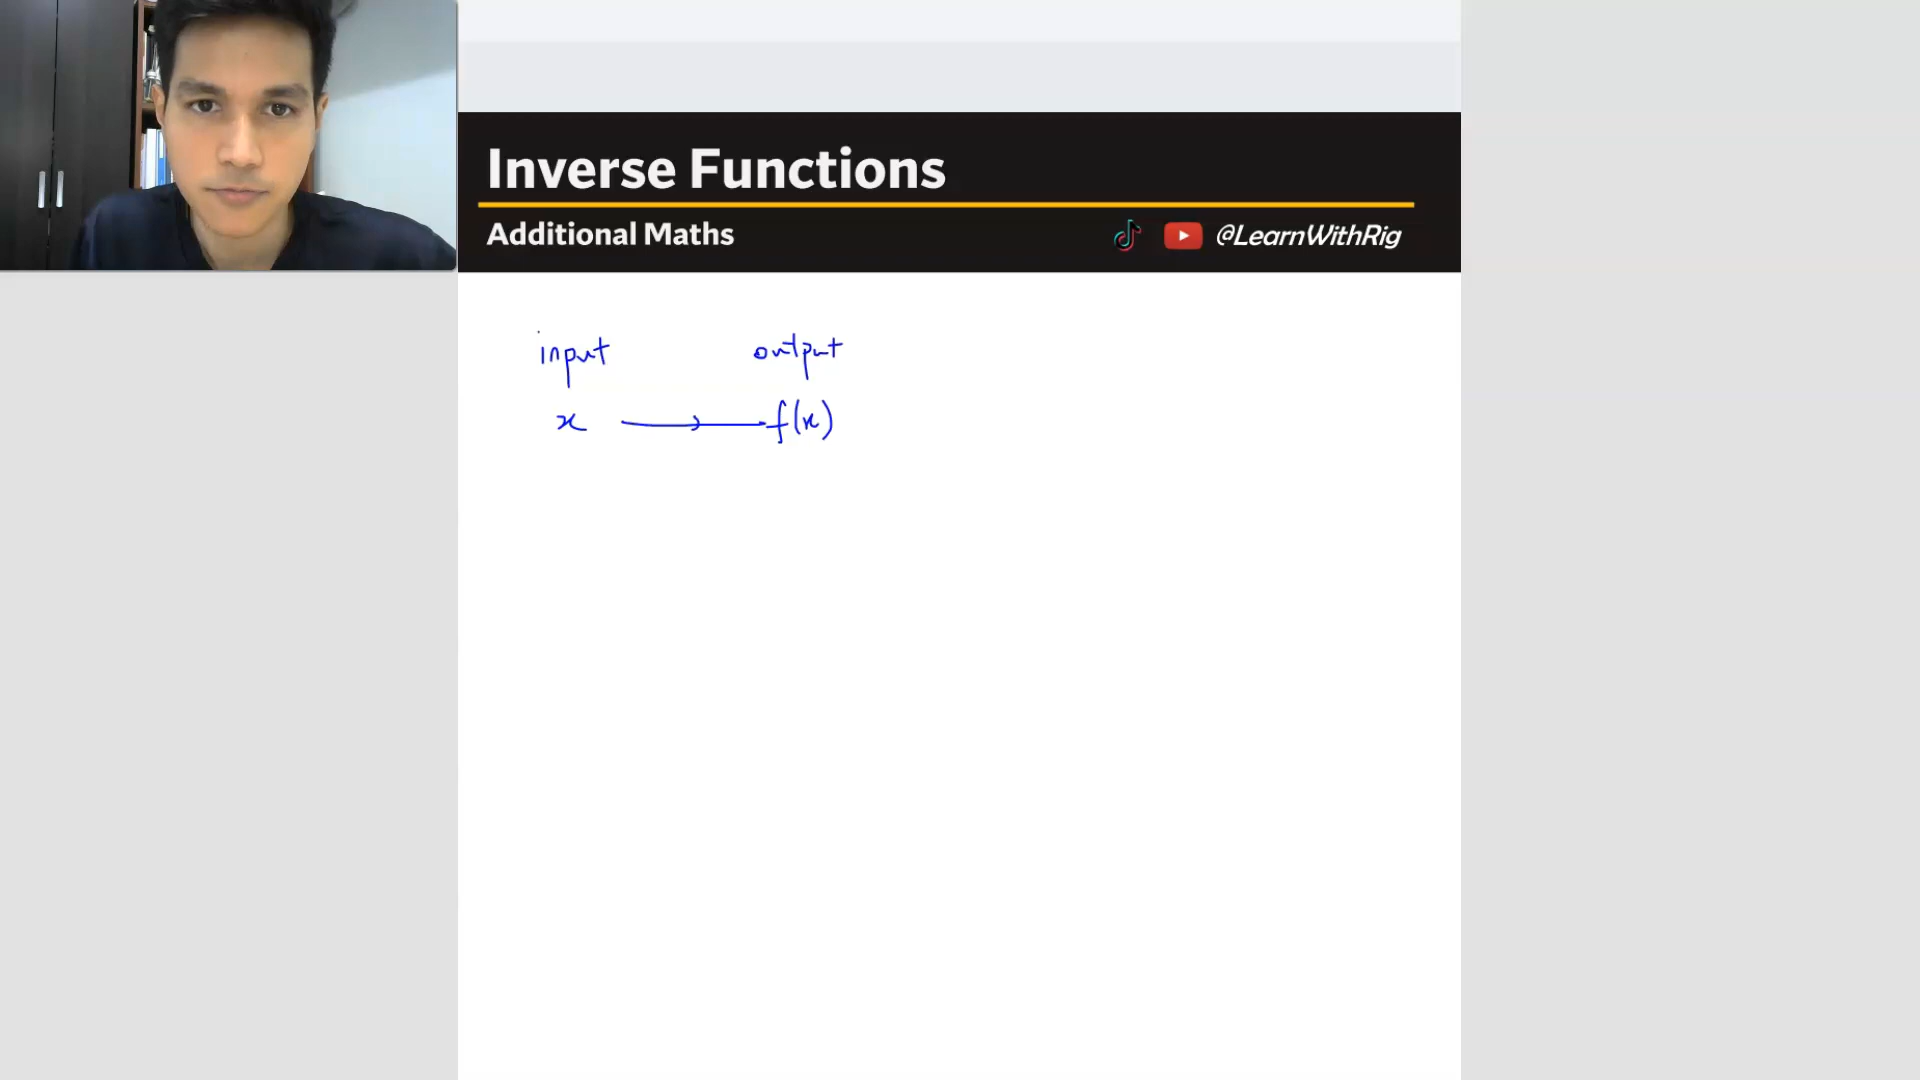 Inverse Functions
Additional Maths
@LearnWithRig
input output
x → f(x)